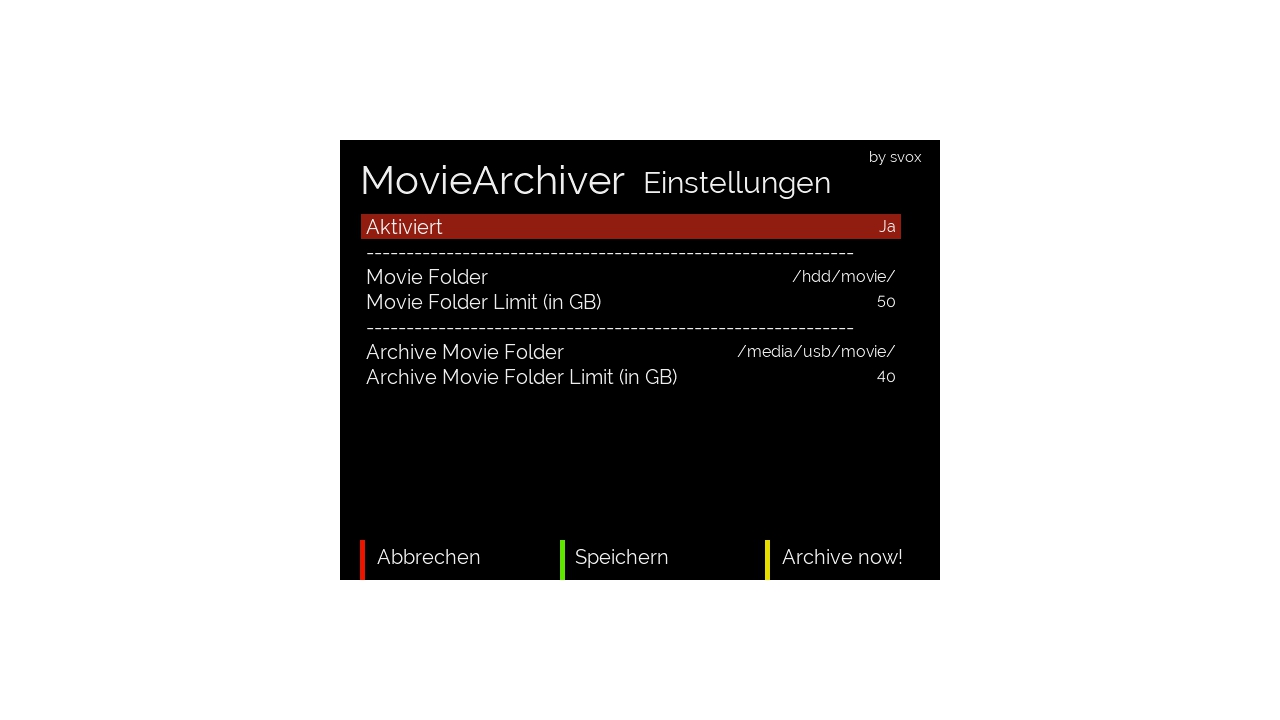 by svox
MovieArchiver Einstellungen
Aktiviert Ja
-------------------------------------------------------------
Movie Folder /hdd/movie/
Movie Folder Limit (in GB) 50
-------------------------------------------------------------
Archive Movie Folder /media/usb/movie/
Archive Movie Folder Limit (in GB) 40
Abbrechen Speichern Archive now!